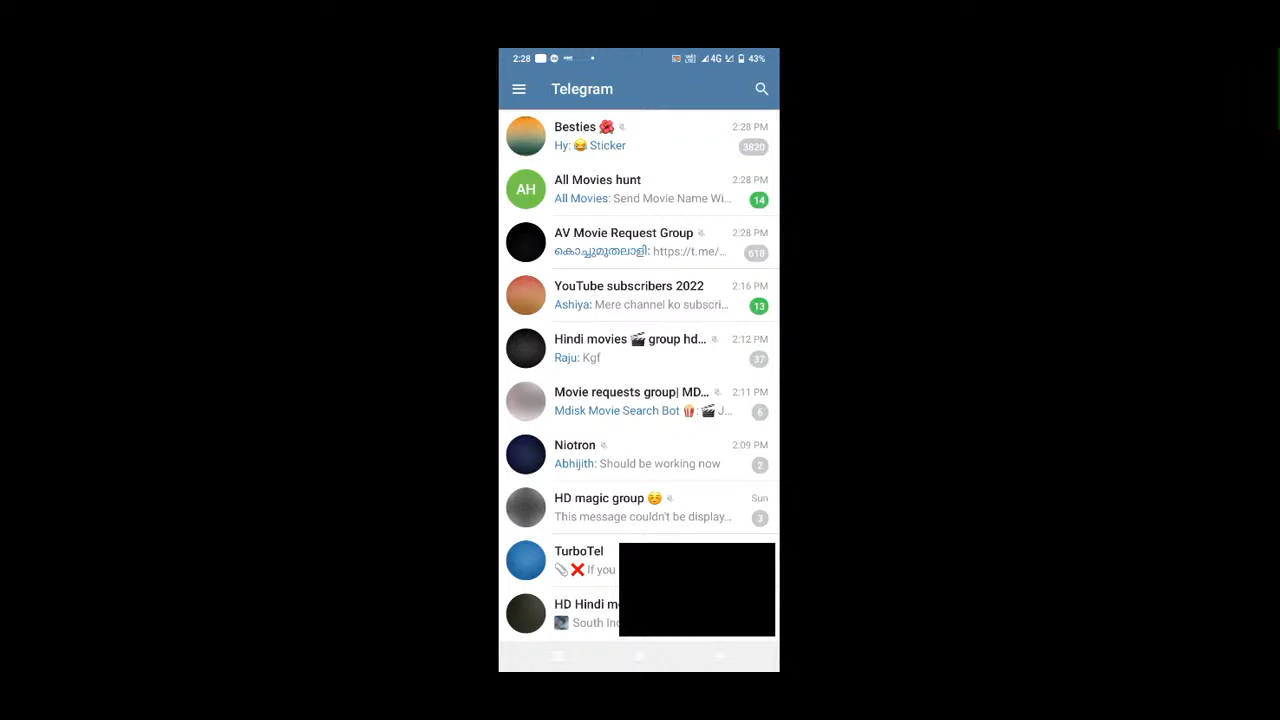 2:28 4G 43%
Telegram
Besties 🌺 2:28 PM
Hy: 😂 Sticker 3820
AH All Movies hunt 2:28 PM
All Movies: Send Movie Name Wi... 14
AV Movie Request Group 2:28 PM
കൊച്ചുമുതലാളി: https://t.me/... 618
YouTube subscribers 2022 2:16 PM
Ashiya: Mere channel ko subscri... 13
Hindi movies 🎬 group hd... 2:12 PM
Raju: Kgf 37
Movie requests group| MD... 2:11 PM
Mdisk Movie Search Bot 🍿: 🎬 J... 6
Niotron 2:09 PM
Abhijith: Should be working now 2
HD magic group ☺️ Sun
This message couldn't be display... 3
TurboTel
📎 ❌ If you
HD Hindi m
South In